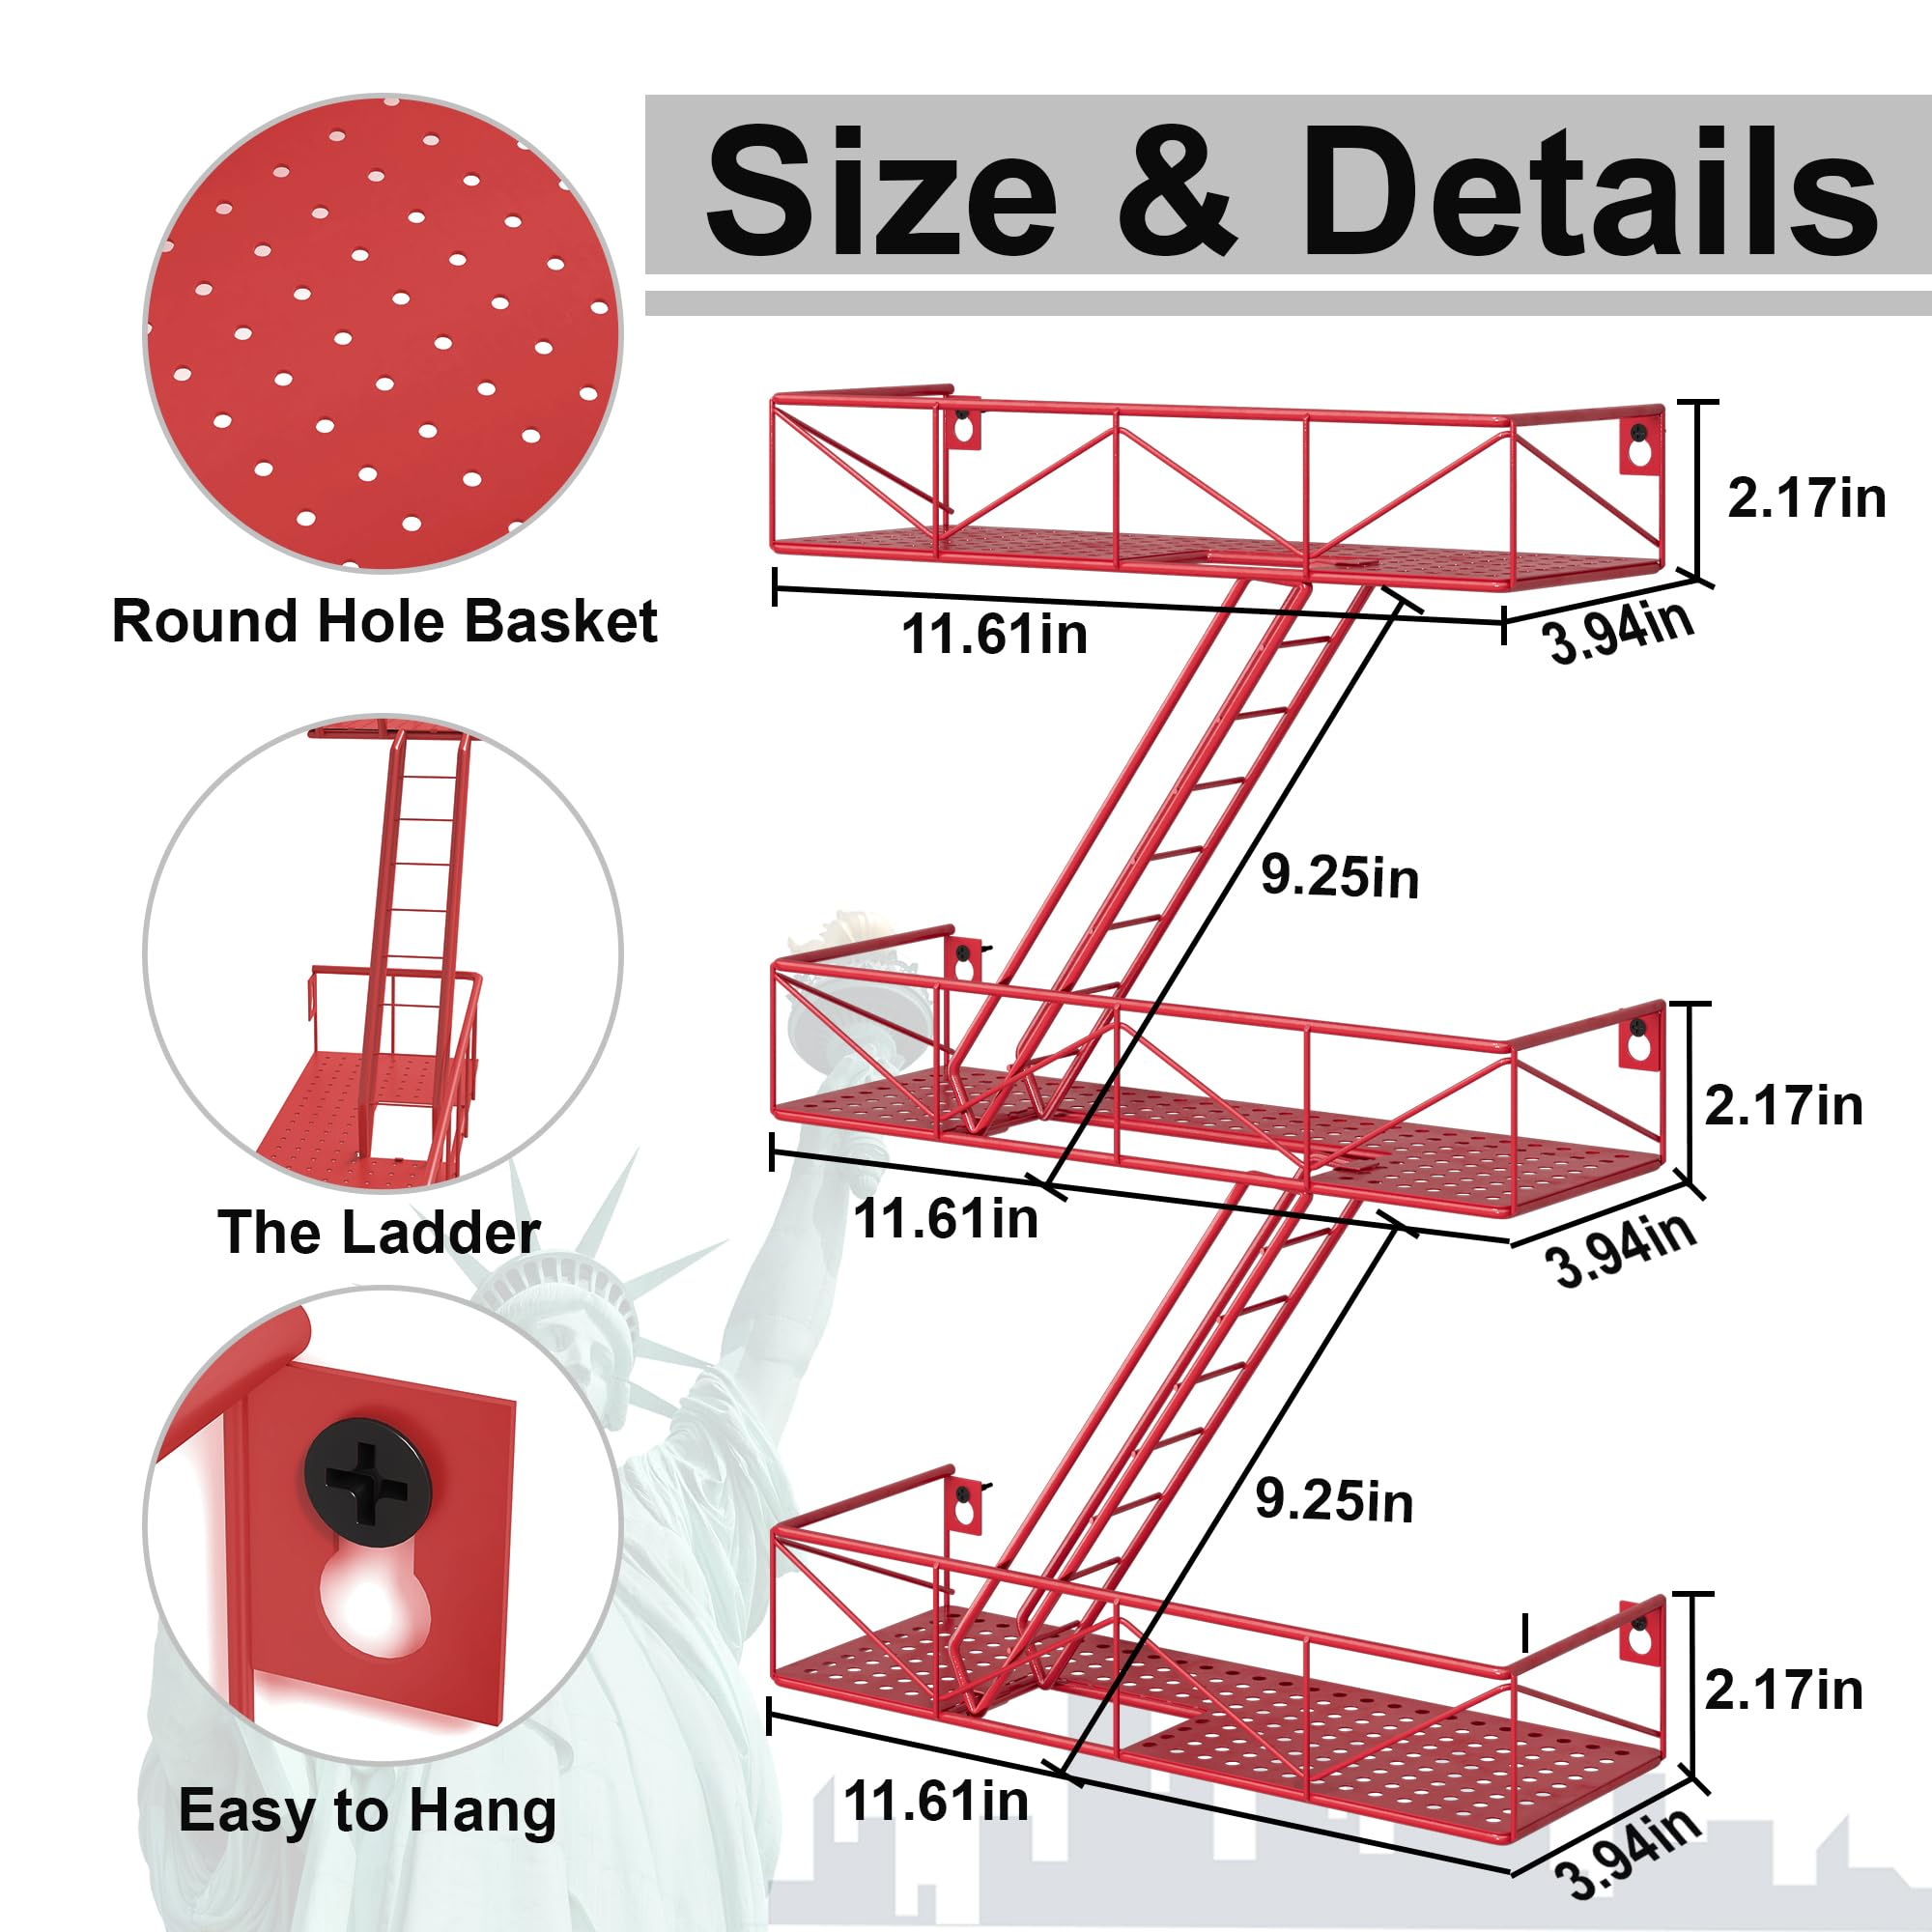 Size & Details
Round Hole Basket
2.17in
11.61in
3.94in
9.25in
The Ladder
2.17in
11.61in
3.94in
9.25in
Easy to Hang
2.17in
11.61in
3.94in